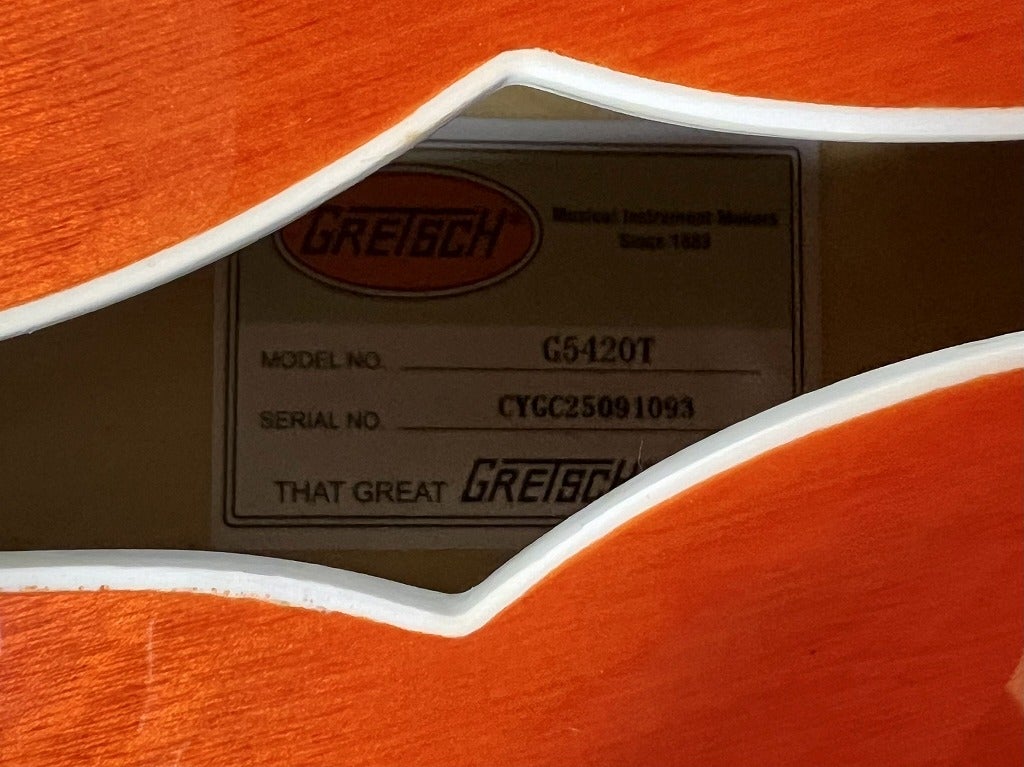 GRETSCH
Musical Instrument Makers
Since 1883
MODEL NO. G5420T
SERIAL NO. CYGC25091093
THAT GREAT GRETSCH